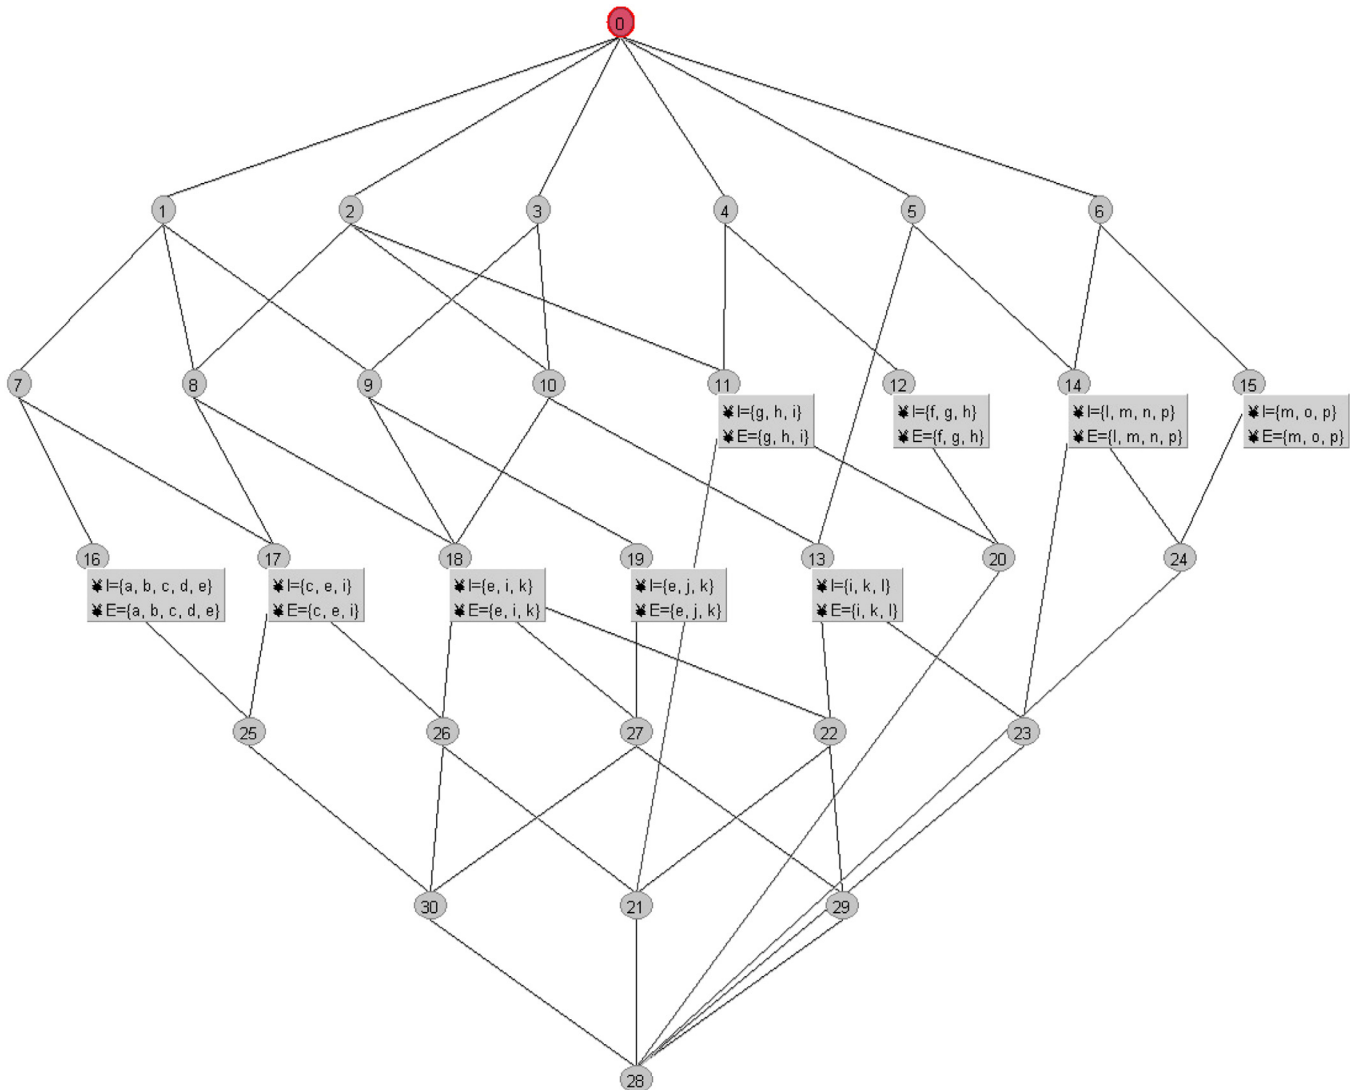 0
1
2
3
4
5
6
7
8
9
10
11
12
14
15
I={g, h, i}
E={g, h, i}
I={f, g, h}
E={f, g, h}
I={l, m, n, p}
E={l, m, n, p}
I={m, o, p}
E={m, o, p}
16
17
18
19
13
20
24
I={a, b, c, d, e}
E={a, b, c, d, e}
I={c, e, i}
E={c, e, i}
I={e, i, k}
E={e, i, k}
I={e, j, k}
E={e, j, k}
I={i, k, l}
E={i, k, l}
25
26
27
22
23
30
21
29
28